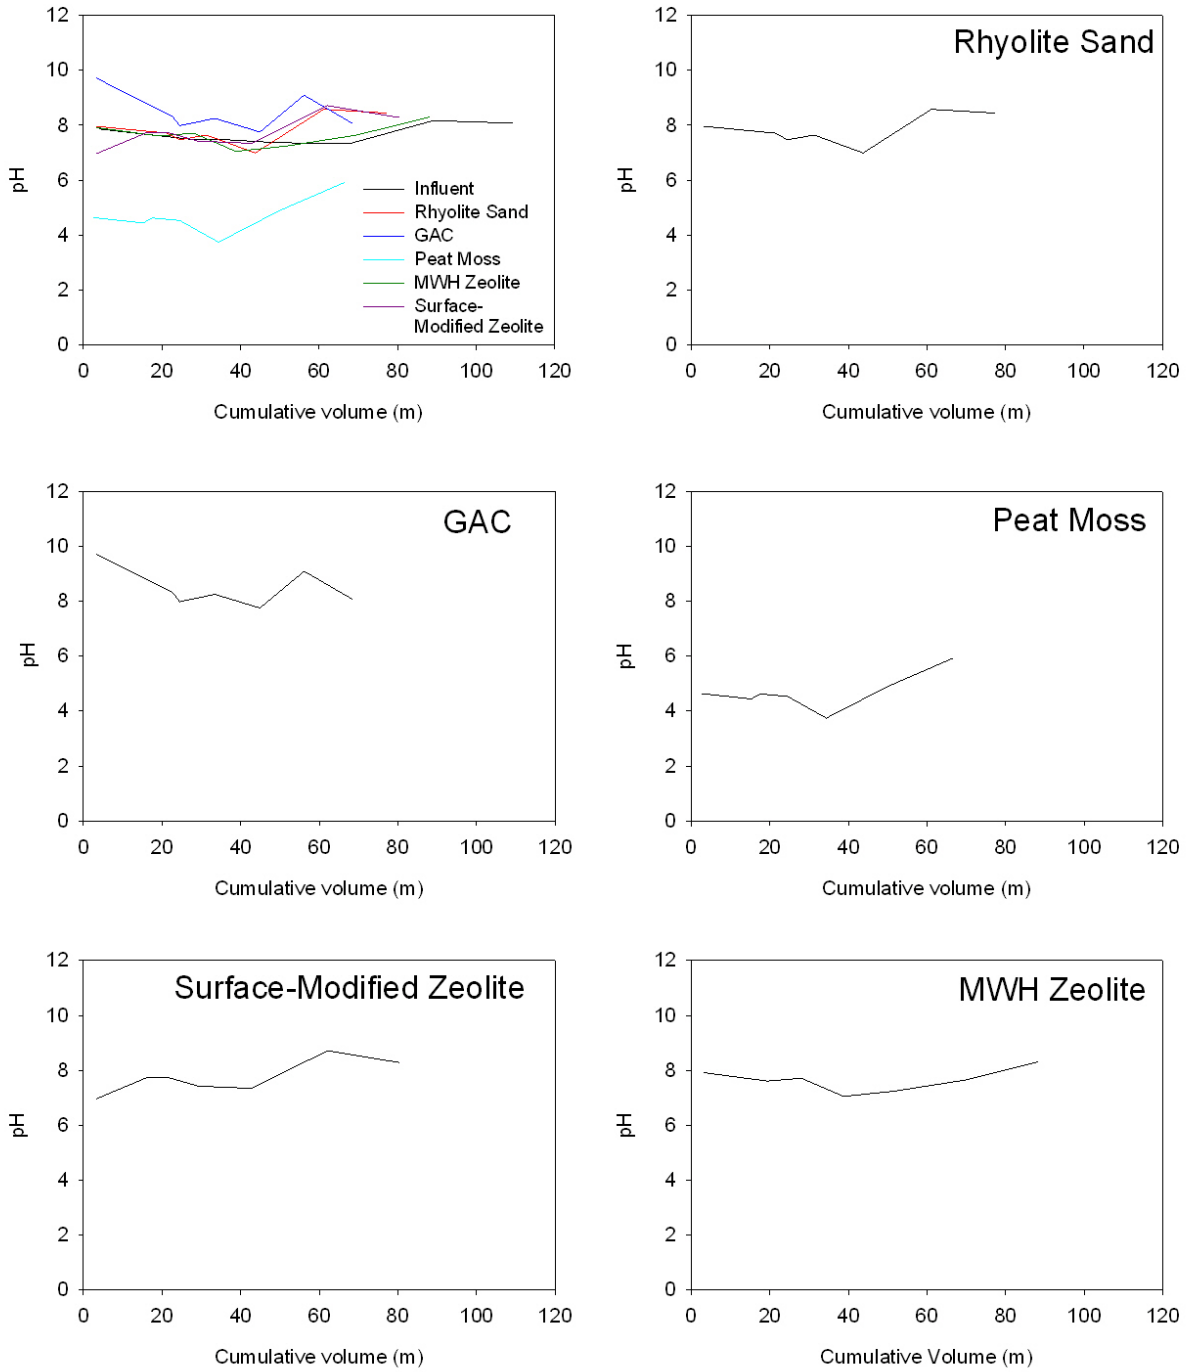 12
10
8
6
4
2
0
pH
0 20 40 60 80 100 120
Cumulative volume (m)
Influent
Rhyolite Sand
GAC
Peat Moss
MWH Zeolite
Surface-
Modified Zeolite
Rhyolite Sand
12
10
8
6
4
2
0
pH
0 20 40 60 80 100 120
Cumulative volume (m)
GAC
12
10
8
6
4
2
0
pH
0 20 40 60 80 100 120
Cumulative volume (m)
Peat Moss
12
10
8
6
4
2
0
pH
0 20 40 60 80 100 120
Cumulative volume (m)
Surface-Modified Zeolite
12
10
8
6
4
2
0
pH
0 20 40 60 80 100 120
Cumulative volume (m)
MWH Zeolite
12
10
8
6
4
2
0
pH
0 20 40 60 80 100 120
Cumulative Volume (m)